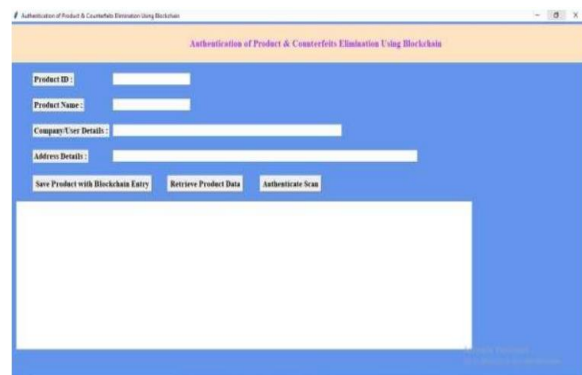 Authentication of Product & Counterfeits Elimination Using Blockchain
Authentication of Product & Counterfeits Elimination Using Blockchain
Product ID :
Product Name :
Company/User Details :
Address Details :
Save Product with Blockchain Entry Retrieve Product Data Authenticate Scan